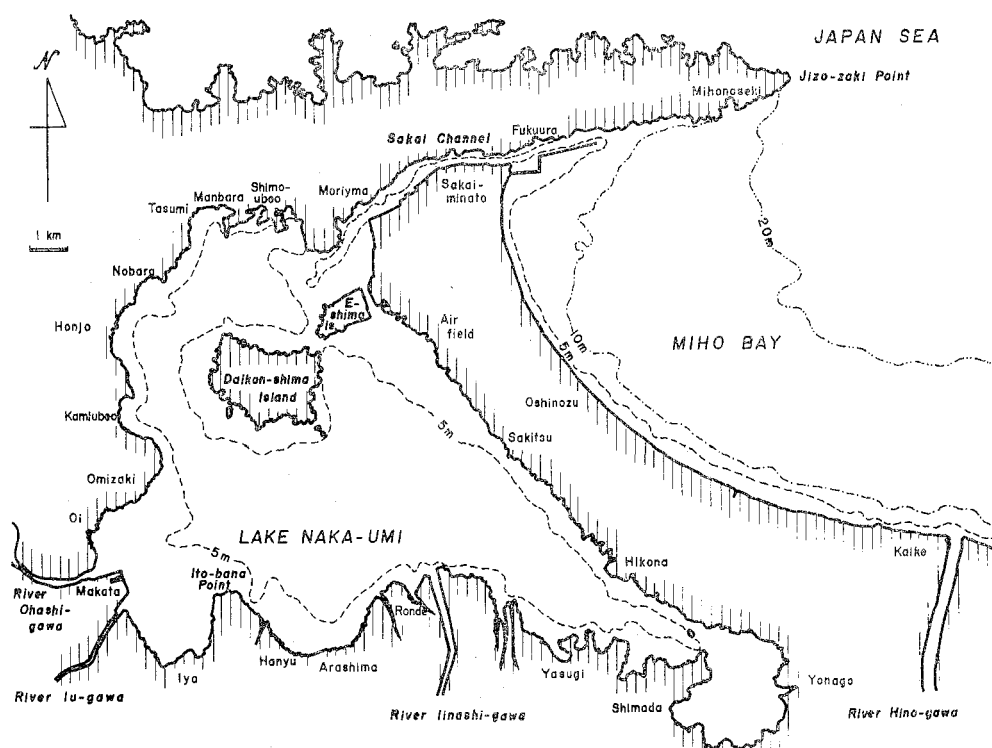 JAPAN SEA
N
Jizo-zaki Point
Mihonoseki
Fukuura
Sakai Channel
Shimo-
uboo
Manbara
Moriyma
Sakai-
minato
Tasumi
20m
1 km
Nobara
E-
shima
Is.
Honjo
Air
field
10m
5m
MIHO BAY
Daikon-shima
Island
Oshinozu
Kamiubeo
5m
Sakitsu
Omizaki
Oi
LAKE NAKA-UMI
5m
Ito-bana
Point
Kaike
Hikona
River
Ohashi-
gawa
Makata
Ronde
Hanyu
Arashima
Iya
Yasugi
Yonago
River Iu-gawa
River Iinashi-gawa
Shimada
River Hino-gawa